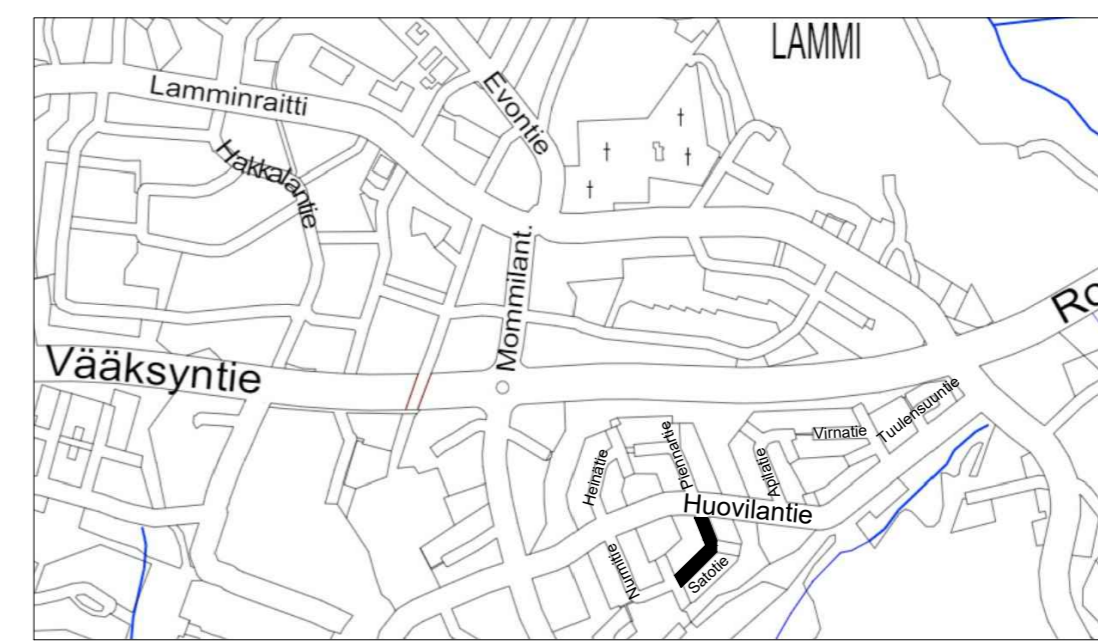 LAMMI
Lamminraitti
Evontie
Hakkalantie
Mommilant.
Ro
Vääksyntie
Tuulensuuntie
Virnatie
Piennartie
Apilatie
Heinätie
Huovilantie
Nurmitie
Satotie